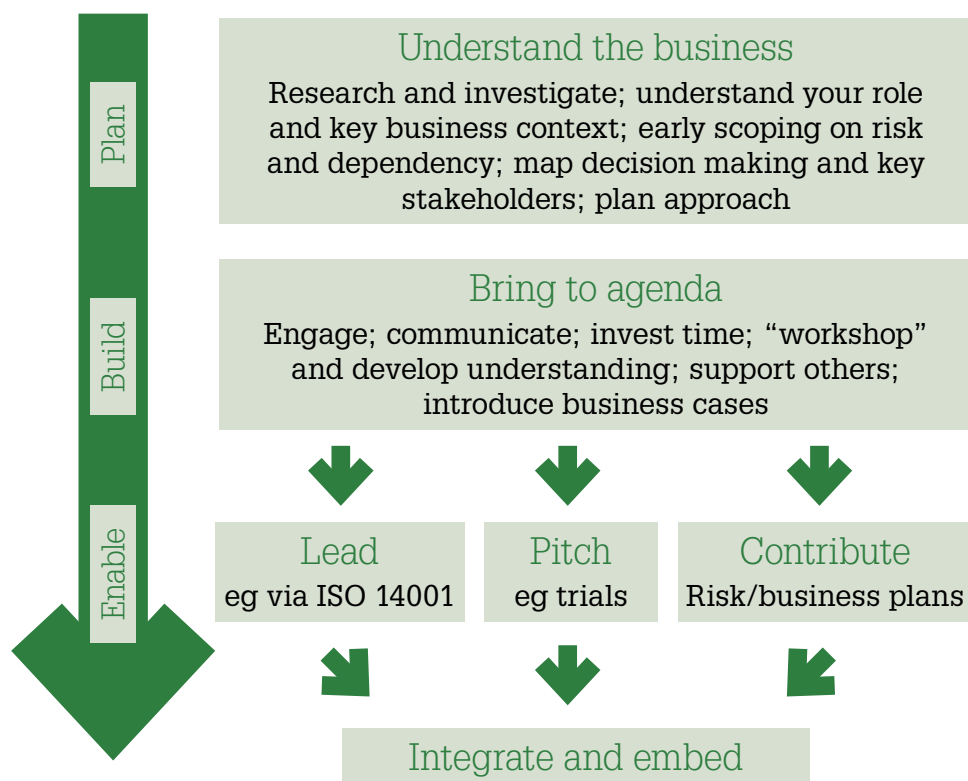 Plan
Understand the business
Research and investigate; understand your role
and key business context; early scoping on risk
and dependency; map decision making and key
stakeholders; plan approach
Build
Bring to agenda
Engage; communicate; invest time; “workshop”
and develop understanding; support others;
introduce business cases
Enable
Lead
eg via ISO 14001
Pitch
eg trials
Contribute
Risk/business plans
Integrate and embed